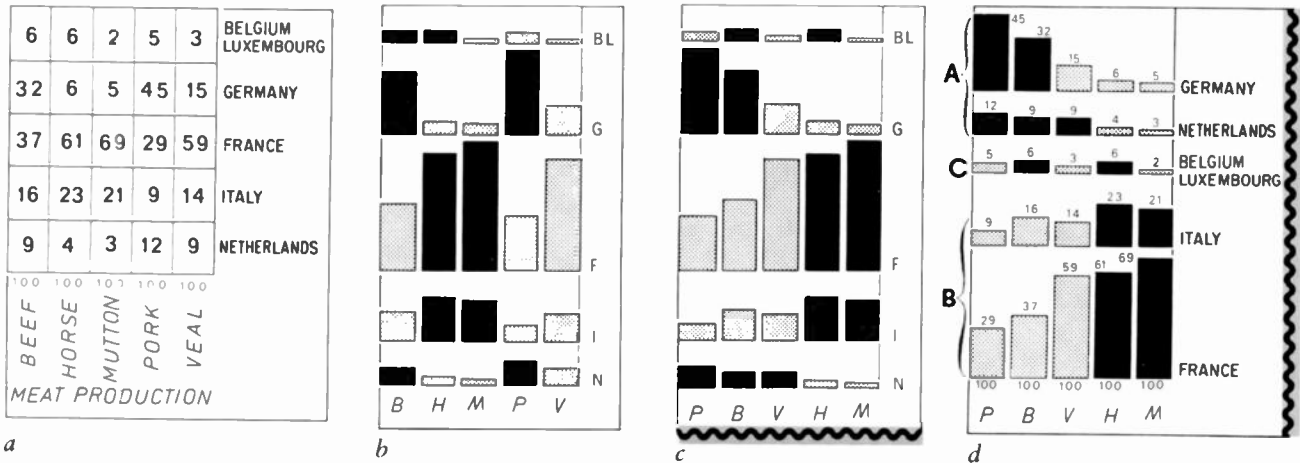 6 6 2 5 3 BELGIUM
LUXEMBOURG
32 6 5 45 15 GERMANY
37 61 69 29 59 FRANCE
16 23 21 9 14 ITALY
9 4 3 12 9 NETHERLANDS
100 100 100 100 100
BEEF HORSE MUTTON PORK VEAL
MEAT PRODUCTION
a
BL
G
F
I
N
B H M P V
b
BL
G
F
I
N
P B V H M
c
A
45 32 15 6 5 GERMANY
12 9 9 4 3 NETHERLANDS
C 5 6 3 6 2 BELGIUM
LUXEMBOURG
9 16 14 23 21 ITALY
B
29 37 59 61 69 FRANCE
100 100 100 100 100
P B V H M
d